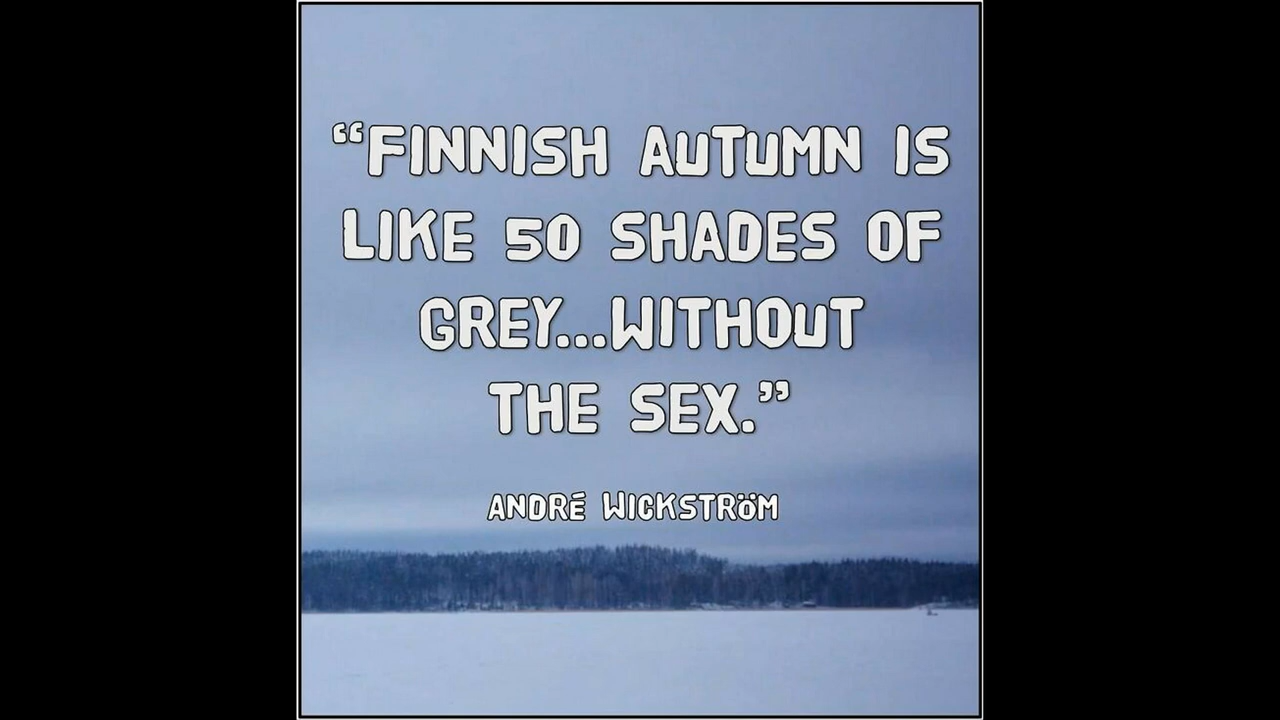 “FINNISH AUTUMN IS
LIKE 50 SHADES OF
GREY...WITHOUT
THE SEX.”
ANDRÉ WICKSTRÖM